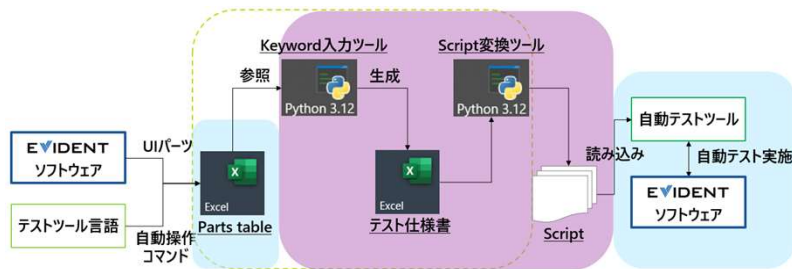 Keyword入力ツール
Script変換ツール
参照
生成
Python 3.12
Python 3.12
自動テストツール
EVIDENT
ソフトウェア
UIパーツ
読み込み
自動テスト実施
Excel
Excel
EVIDENT
ソフトウェア
テストツール言語
自動操作
コマンド
Parts table
テスト仕様書
Script